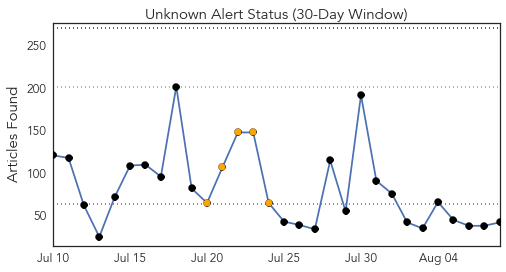 Unknown Alert Status (30-Day Window)
Articles Found
250
200
150
100
50
Jul 10
Jul 15
Jul 20
Jul 25
Jul 30
Aug 04